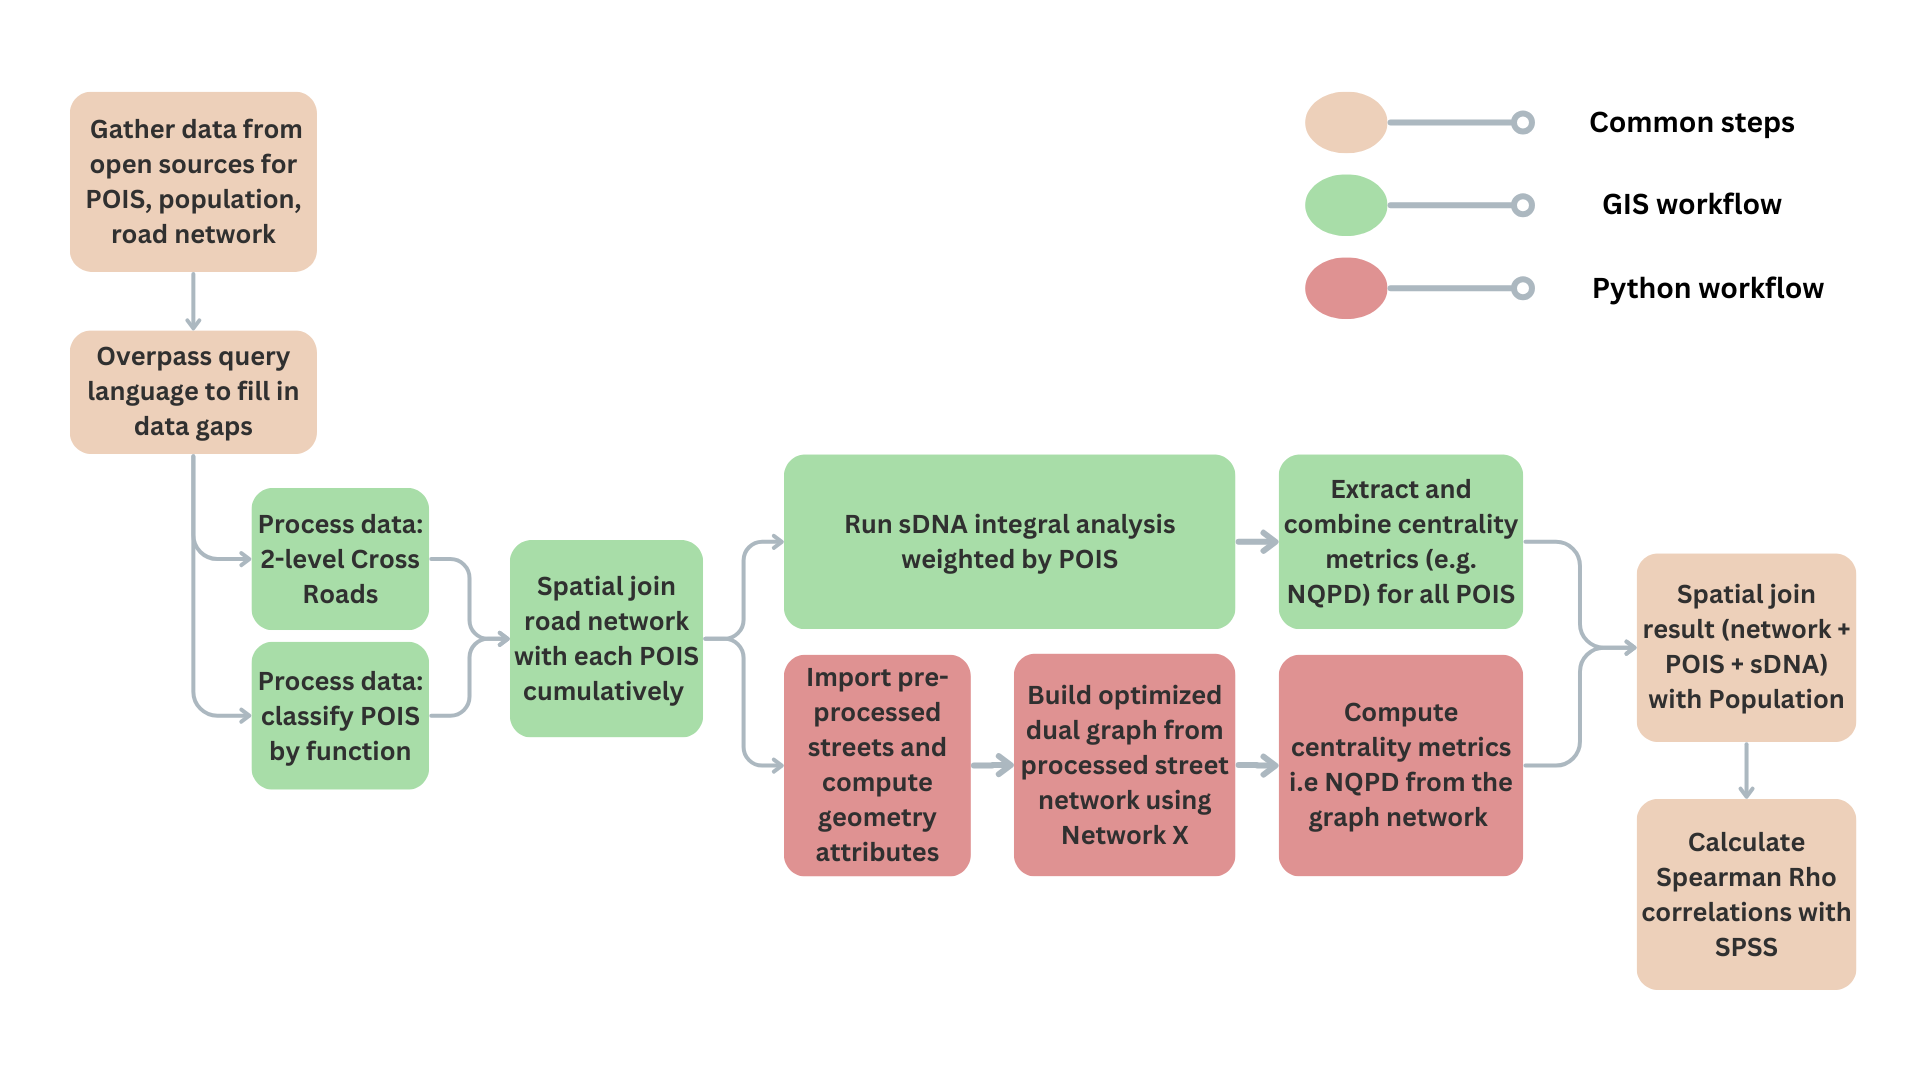 Gather data from
open sources for
POIS, population,
road network
Overpass query
language to fill in
data gaps
Process data:
2-level Cross
Roads
Process data:
classify POIS
by function
Spatial join
road network
with each POIS
cumulatively
Run sDNA integral analysis
weighted by POIS
Extract and
combine centrality
metrics (e.g.
NQPD) for all POIS
Import pre-
processed
streets and
compute
geometry
attributes
Build optimized
dual graph from
processed street
network using
Network X
Compute
centrality metrics
i.e NQPD from the
graph network
Spatial join
result (network +
POIS + sDNA)
with Population
Calculate
Spearman Rho
correlations with
SPSS
Common steps
GIS workflow
Python workflow